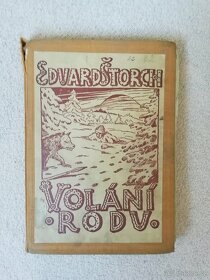 EDVARD ŠTORCH
VOLÁNÍ
RODU